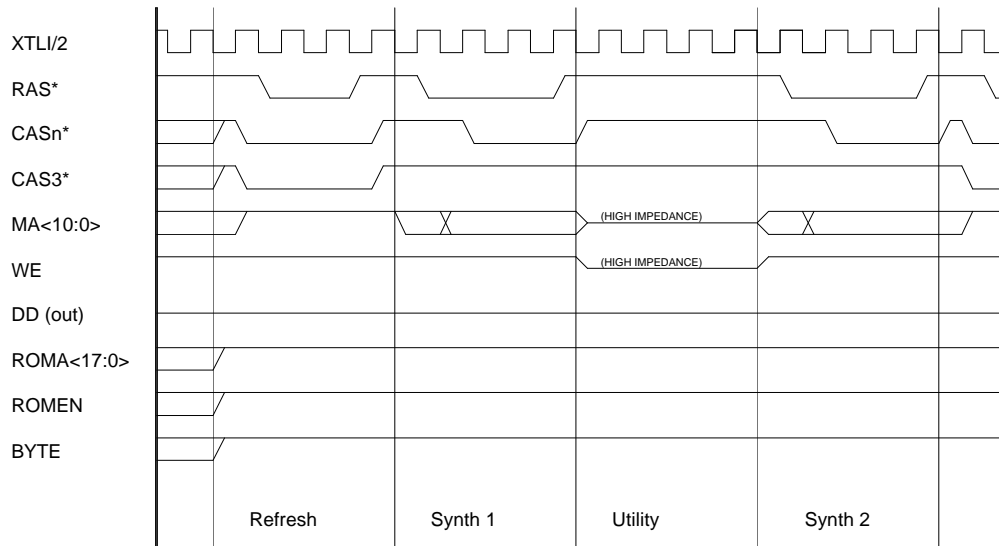 XTLI/2
RAS*
CASn*
CAS3*
MA<10:0>
(HIGH IMPEDANCE)
WE
(HIGH IMPEDANCE)
DD (out)
ROMA<17:0>
ROMEN
BYTE
Refresh Synth 1 Utility Synth 2